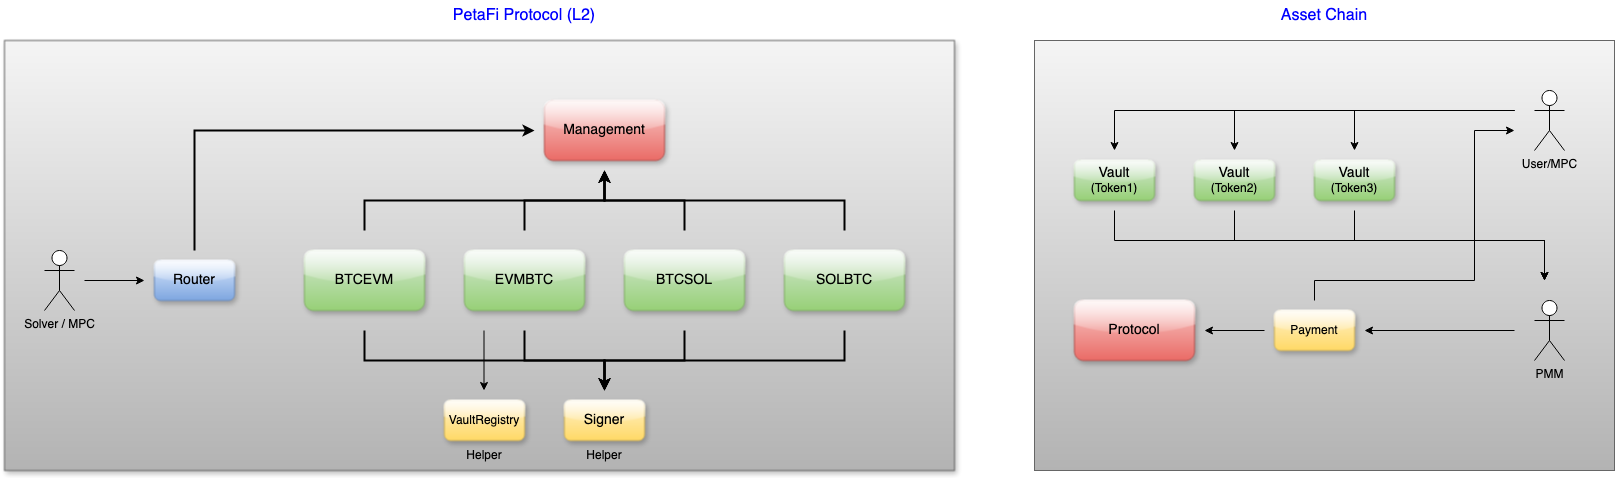 PetaFi Protocol (L2)
Management
BTCEVM
EVMBTC
BTCSOL
SOLBTC
Router
Solver / MPC
VaultRegistry
Signer
Helper
Helper
Asset Chain
User/MPC
Vault
(Token1)
Vault
(Token2)
Vault
(Token3)
Protocol
Payment
PMM